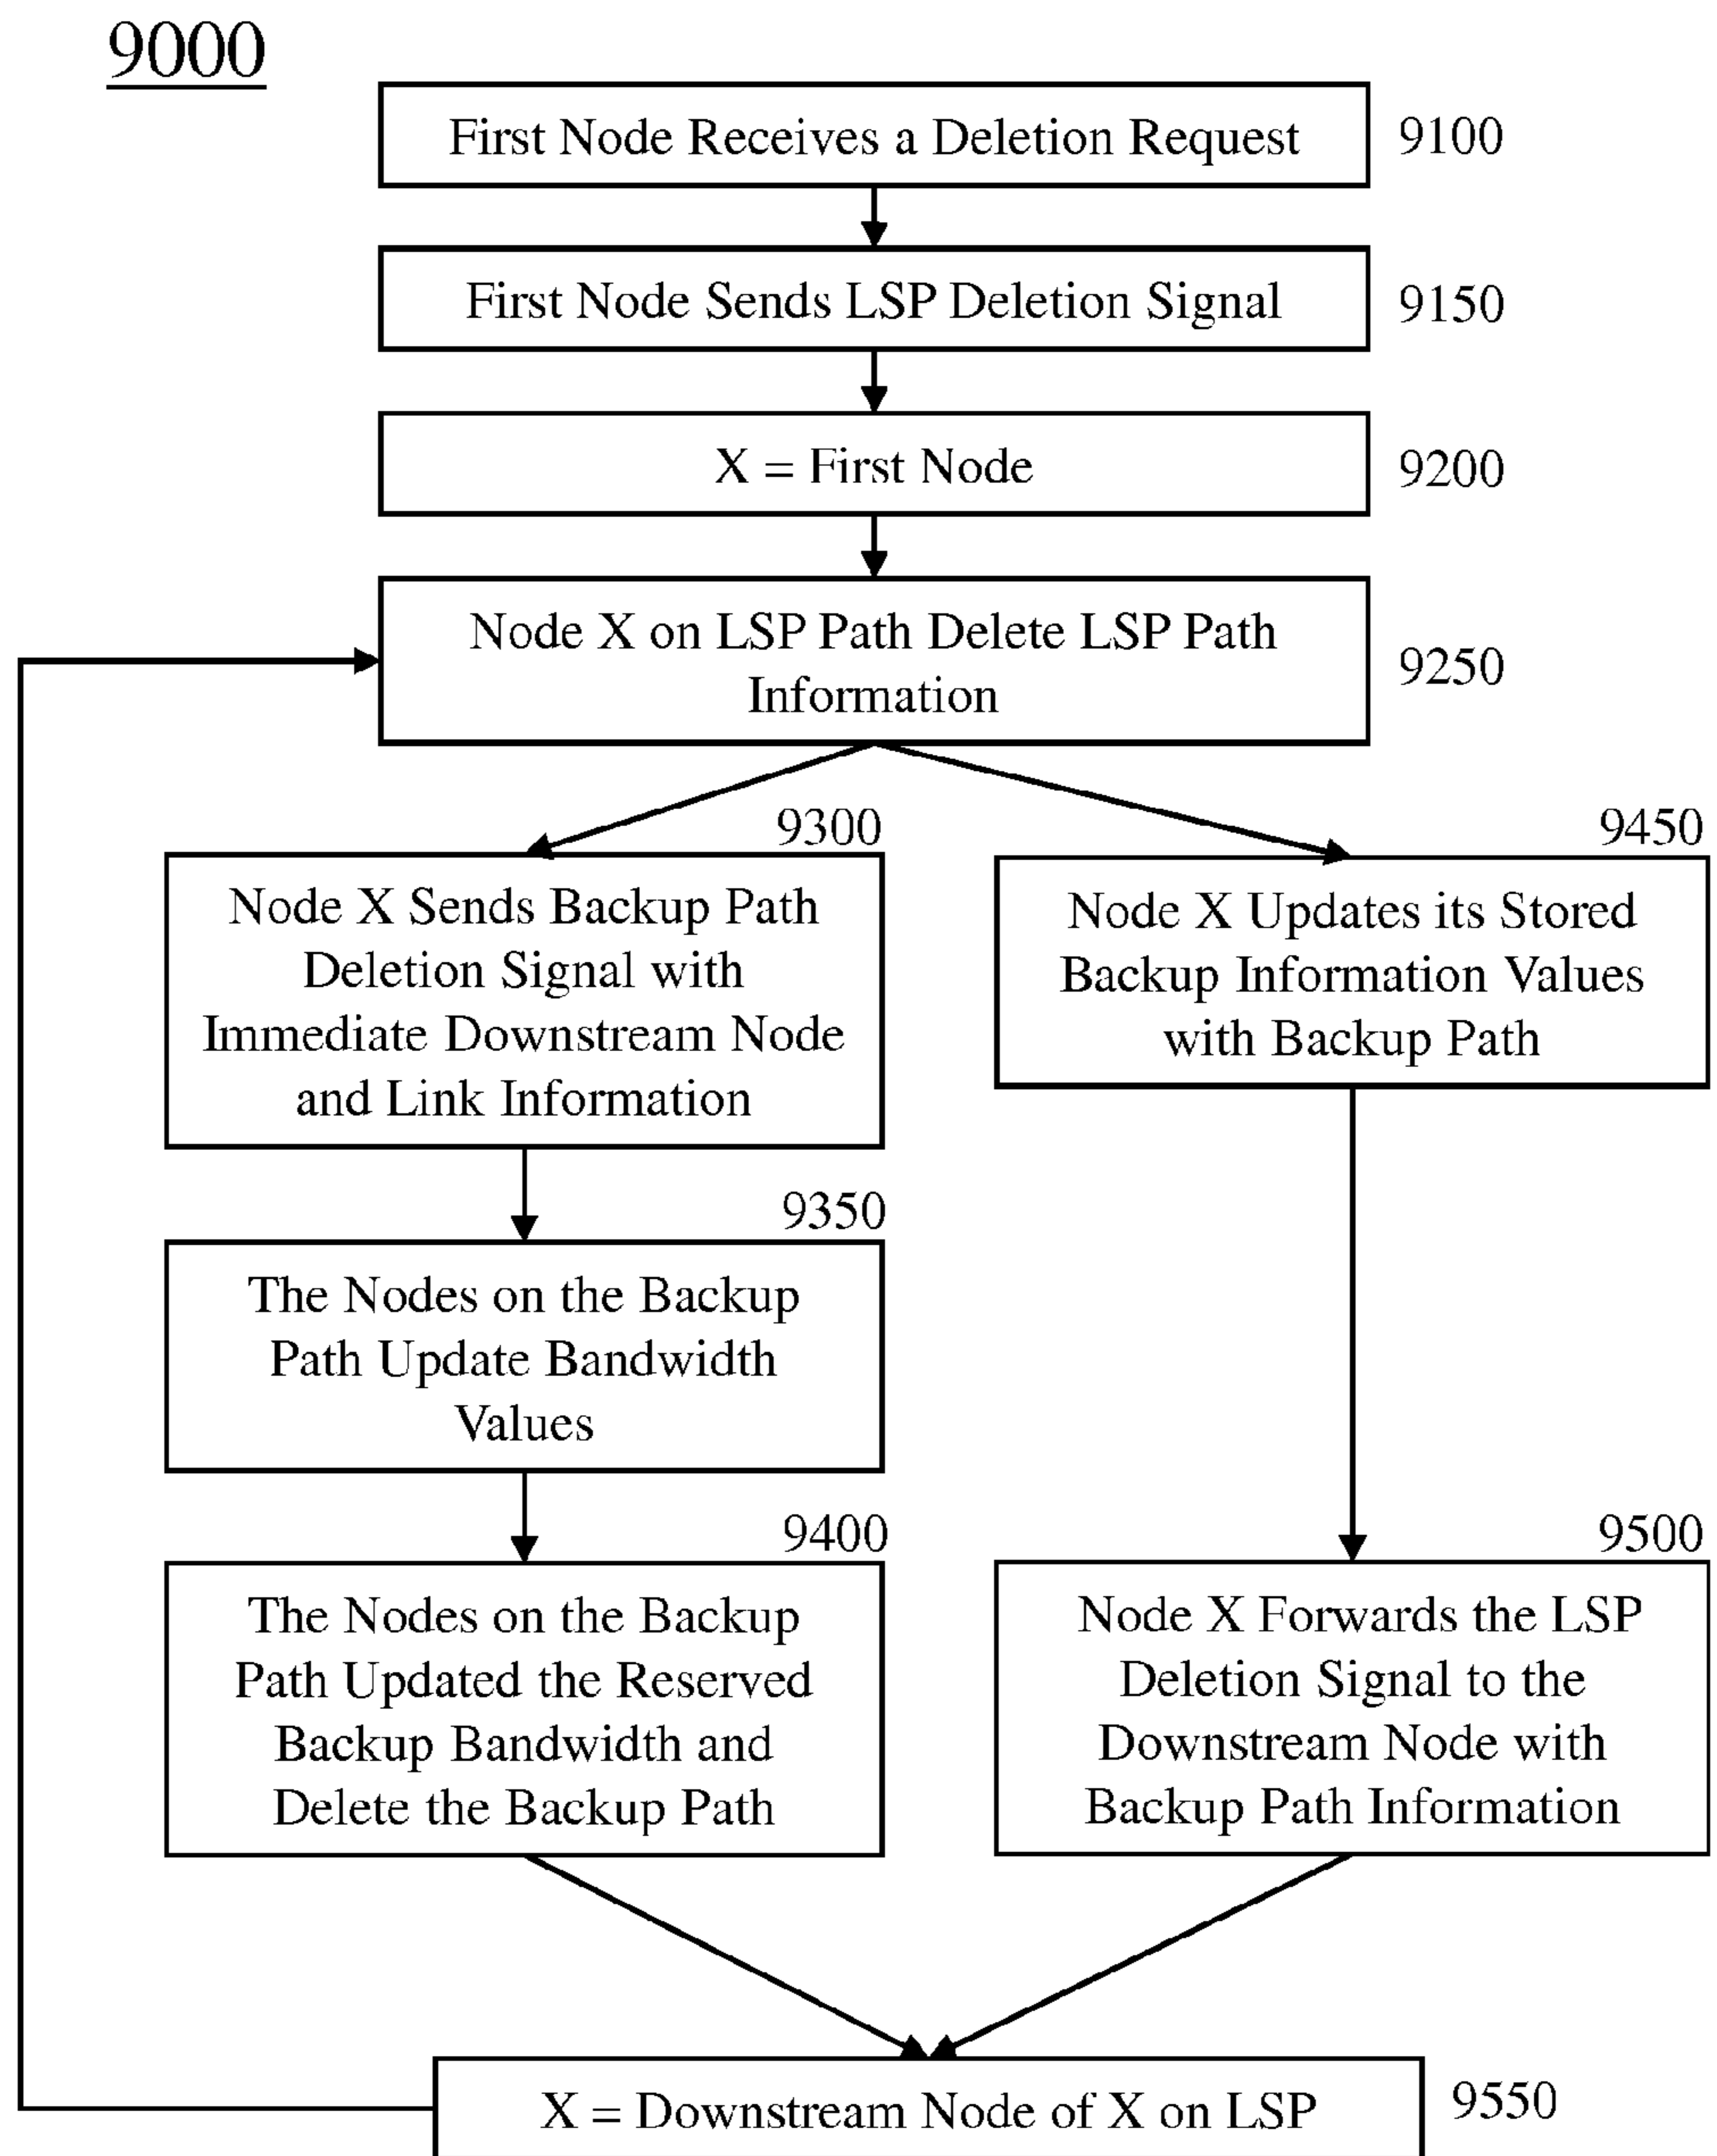 9000
First Node Receives a Deletion Request
9100
First Node Sends LSP Deletion Signal
9150
X = First Node
9200
Node X on LSP Path Delete LSP Path
Information
9250
9300
Node X Sends Backup Path
Deletion Signal with
Immediate Downstream Node
and Link Information
9450
Node X Updates its Stored
Backup Information Values
with Backup Path
9350
The Nodes on the Backup
Path Update Bandwidth
Values
9400
The Nodes on the Backup
Path Updated the Reserved
Backup Bandwidth and
Delete the Backup Path
9500
Node X Forwards the LSP
Deletion Signal to the
Downstream Node with
Backup Path Information
X = Downstream Node of X on LSP
9550